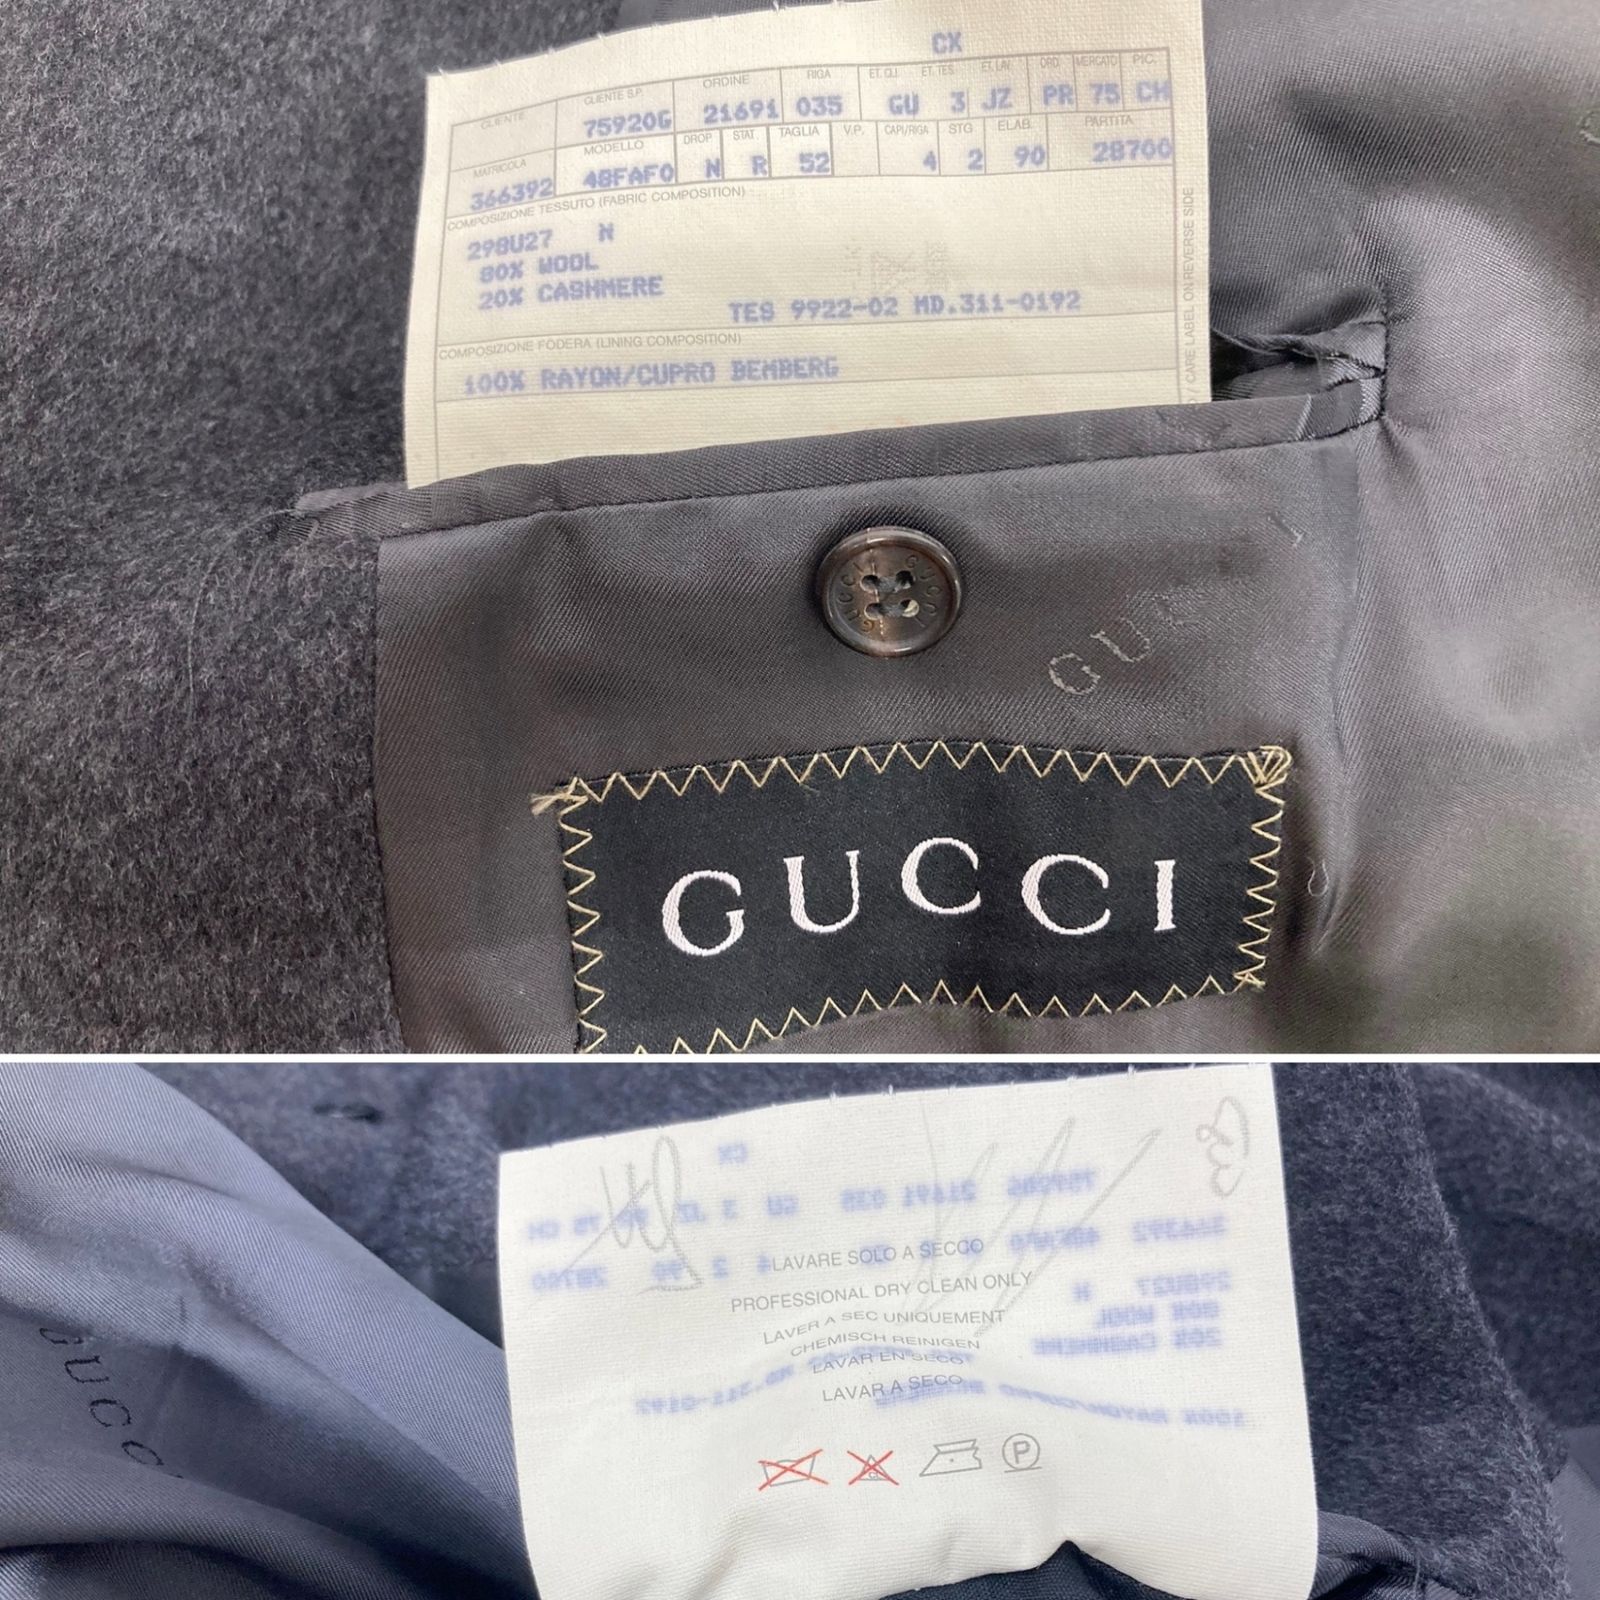 CX
CLIENTE CLIENTE S.P. ORDINE RIGA ET. CLI ET. TES ET. LAV. ORD. MERCATO PIC.
75920G 21691 035 GU 3 JZ PR 75 CH
MATRICOLA MODELLO DROP STAT. TAGLIA V.P. CAPI/RIGA STG ELAB. PARTITA
366392 48FAF0 N R 52 4 2 90 28700
COMPOSIZIONE TESSUTO (FABRIC COMPOSITION)
298U27 N
80% WOOL
20% CASHMERE
TES 9922-02 MD.311-0192
COMPOSIZIONE FODERA (LINING COMPOSITION)
100% RAYON/CUPRO BEMBERG
/ CARE LABEL ON REVERSE SIDE
GUCCI GUCCI
GUC
GUCCI
LAVARE SOLO A SECCO
PROFESSIONAL DRY CLEAN ONLY
LAVER A SEC UNIQUEMENT
CHEMISCH REINIGEN
LAVAR EN SECO
LAVAR A SECO
CL P
GUCC